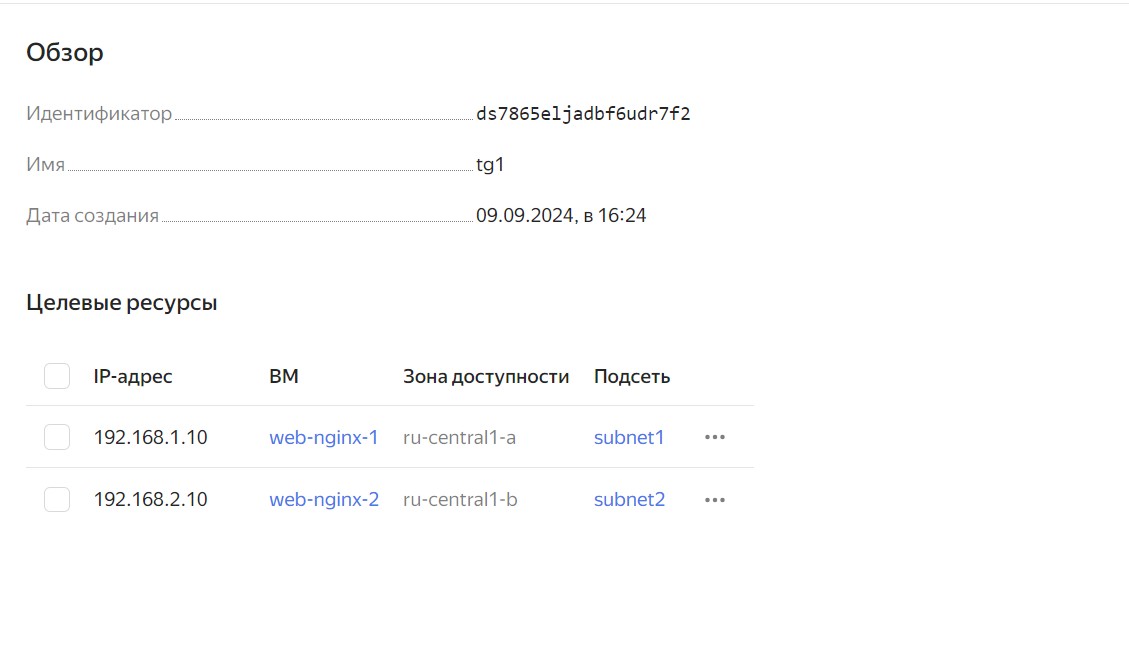 Обзор
Идентификатор ds7865eljadbf6udr7f2
Имя tg1
Дата создания 09.09.2024, в 16:24
Целевые ресурсы
IP-адрес ВМ Зона доступности Подсеть
192.168.1.10 web-nginx-1 ru-central1-a subnet1
192.168.2.10 web-nginx-2 ru-central1-b subnet2